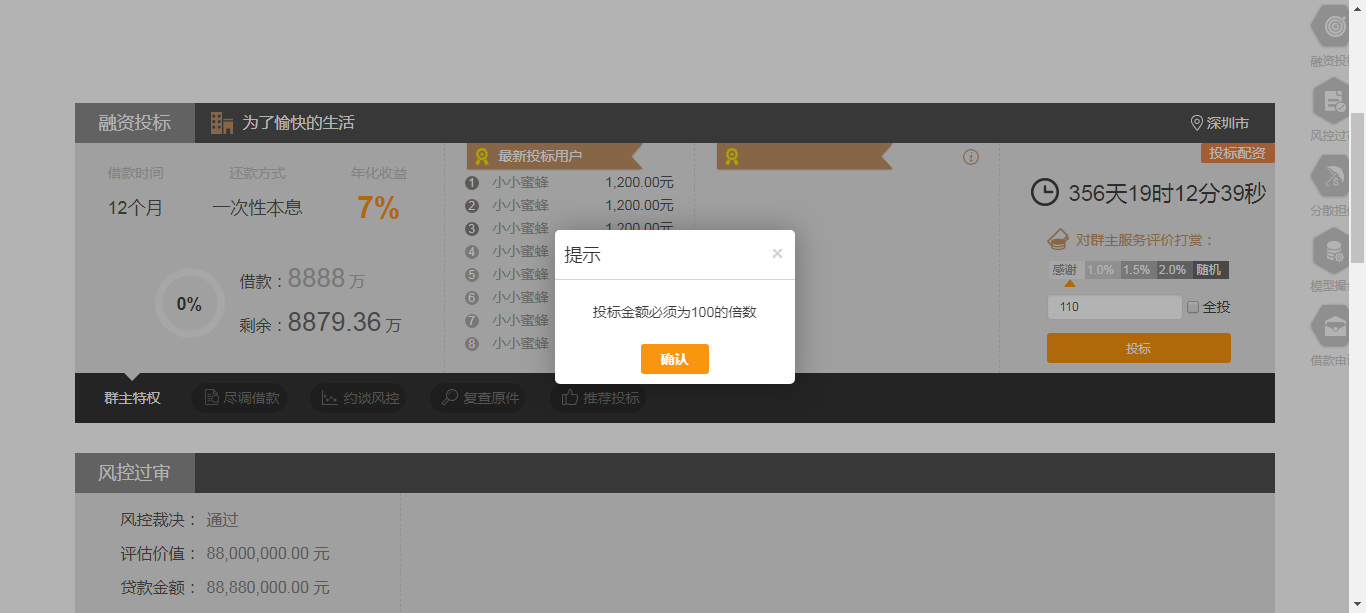 融资投标 为了愉快的生活 深圳市
借款时间 还款方式 年化收益
12个月 一次性本息 7%
0%
借款：8888 万
剩余：8879.36 万
最新投标用户
1 小小蜜蜂 1,200.00元
2 小小蜜蜂 1,200.00元
3 小小蜜蜂 1,200.00元
4 小小蜜蜂
5 小小蜜蜂
6 小小蜜蜂
7 小小蜜蜂
8 小小蜜蜂
投标配资
356天19时12分39秒
对群主服务评价打赏：
感谢 1.0% 1.5% 2.0% 随机
110 全投
投标
提示 ×
投标金额必须为100的倍数
确认
群主特权 尽调借款 约谈风控 复查原件 推荐投标
风控过审
风控裁决： 通过
评估价值： 88,000,000.00 元
贷款金额： 88,880,000.00 元
融资投
风控过
分散担
模型撮
借款申